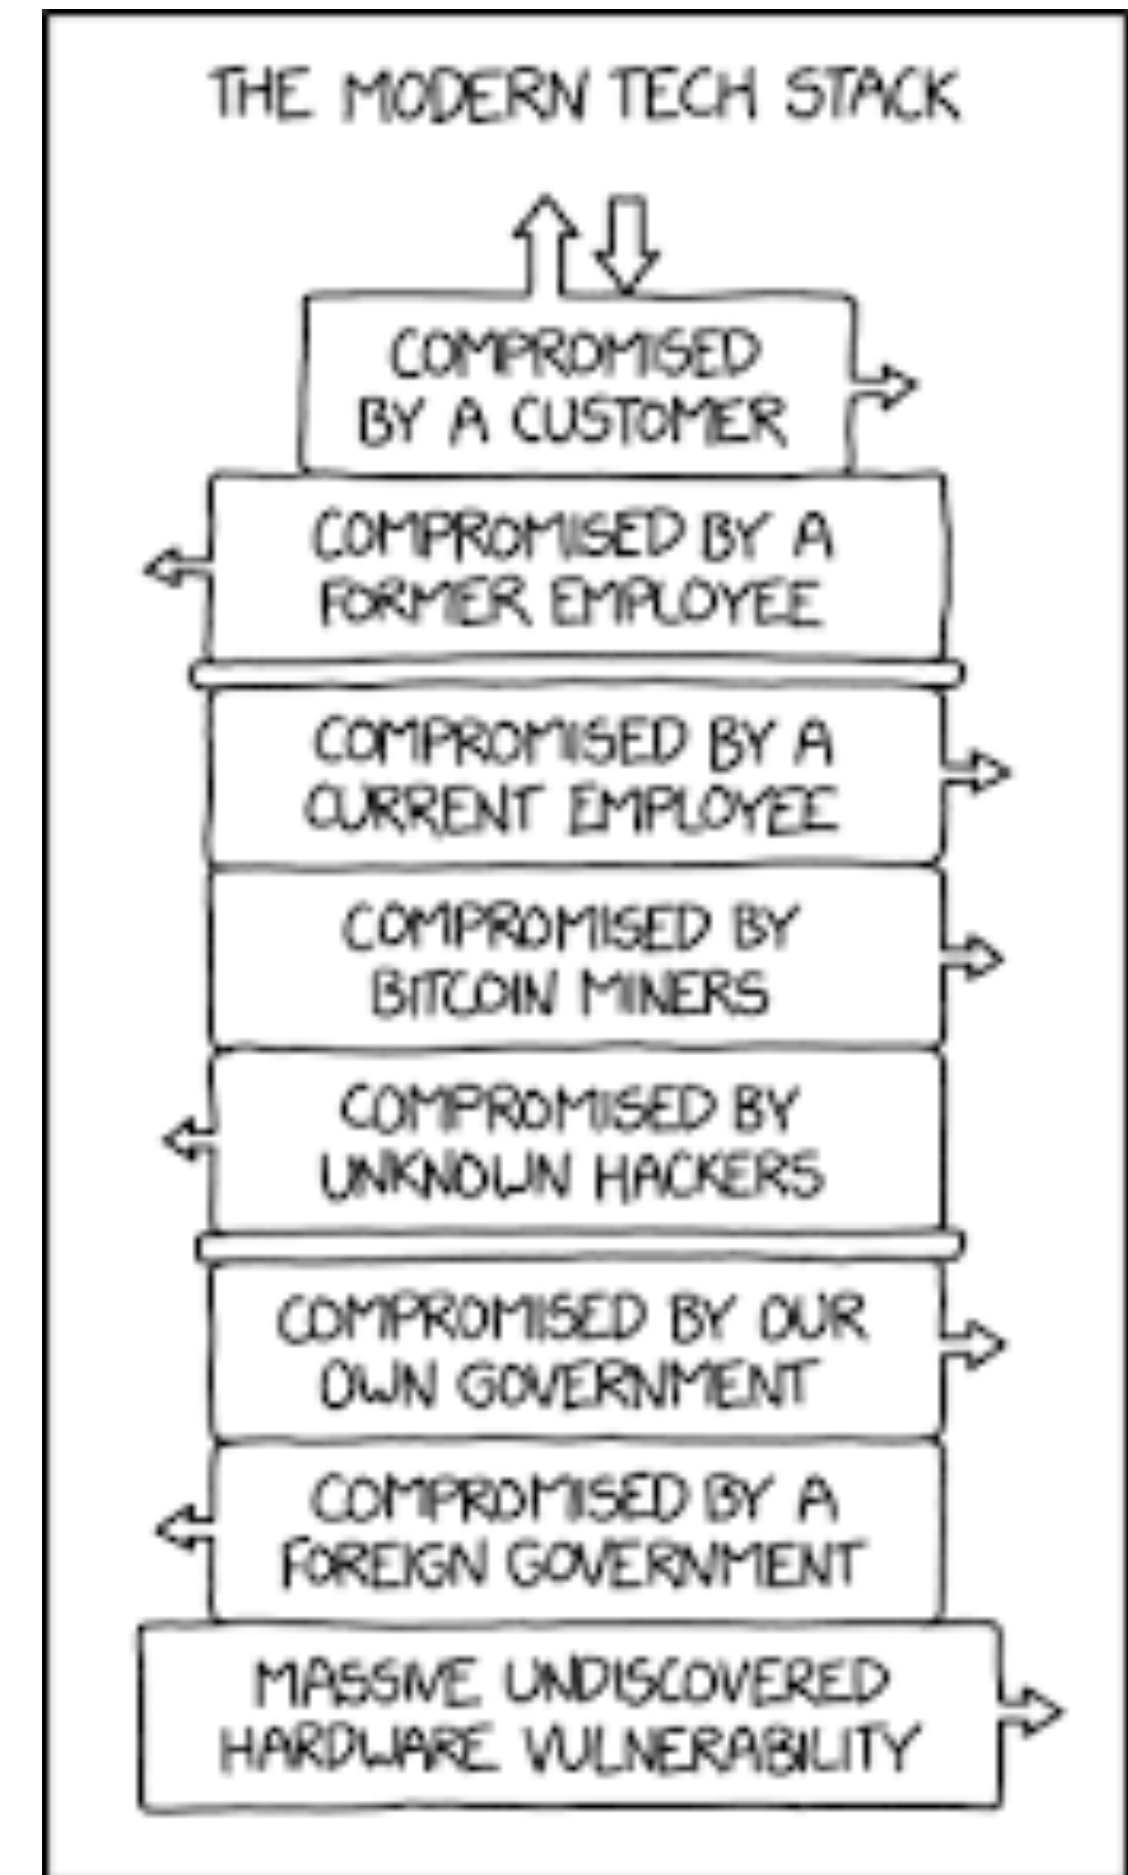 THE MODERN TECH STACK
COMPROMISED
BY A CUSTOMER
COMPROMISED BY A
FORMER EMPLOYEE
COMPROMISED BY A
CURRENT EMPLOYEE
COMPROMISED BY
BITCOIN MINERS
COMPROMISED BY
UNKNOWN HACKERS
COMPROMISED BY OUR
OWN GOVERNMENT
COMPROMISED BY A
FOREIGN GOVERNMENT
MASSIVE UNDISCOVERED
HARDWARE VULNERABILITY